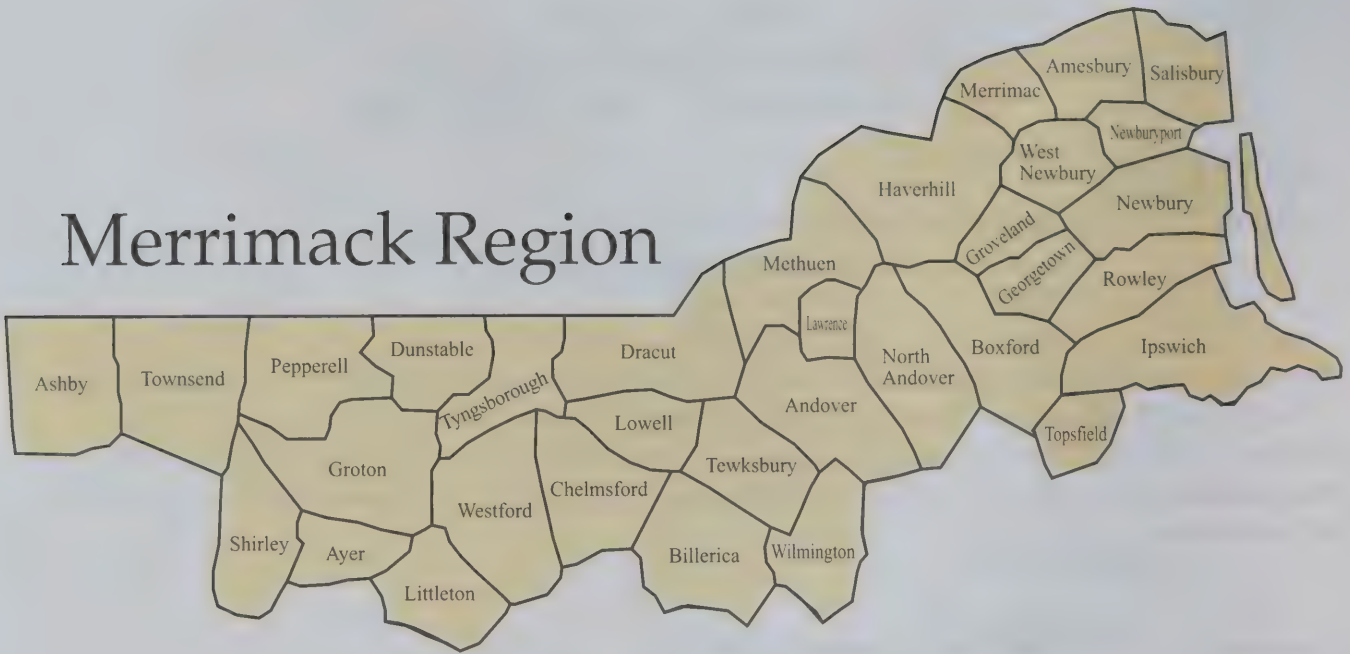 Merrimack Region
Amesbury
Salisbury
Merrimac
Newburyport
West
Newbury
Haverhill
Newbury
Groveland
Georgetown
Methuen
Rowley
Lawrence
Ipswich
Boxford
North
Andover
Dunstable
Dracut
Pepperell
Townsend
Ashby
Tyngsborough
Andover
Lowell
Topsfield
Tewksbury
Groton
Chelmsford
Westford
Shirley
Ayer
Billerica
Wilmington
Littleton